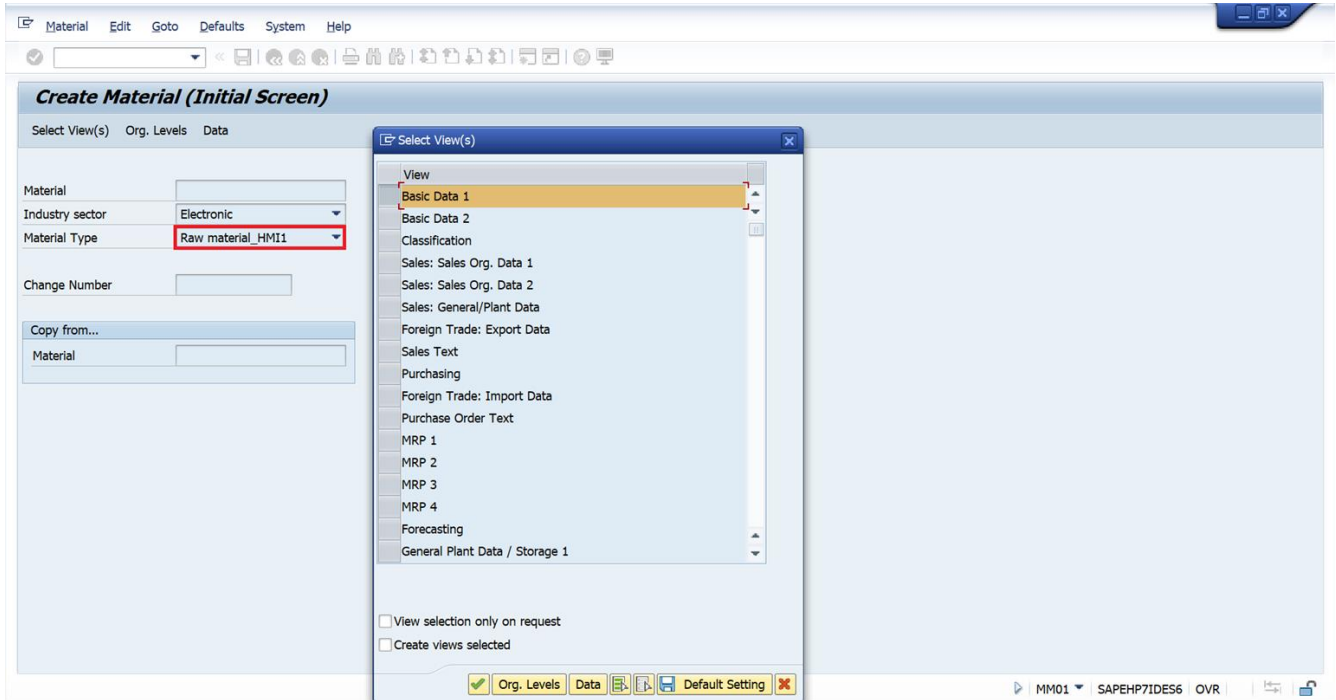 Material Edit Goto Defaults System Help
Create Material (Initial Screen)
Select View(s) Org. Levels Data
Material
Industry sector Electronic
Material Type Raw material_HMI1
Change Number
Copy from...
Material
Select View(s)
View
Basic Data 1
Basic Data 2
Classification
Sales: Sales Org. Data 1
Sales: Sales Org. Data 2
Sales: General/Plant Data
Foreign Trade: Export Data
Sales Text
Purchasing
Foreign Trade: Import Data
Purchase Order Text
MRP 1
MRP 2
MRP 3
MRP 4
Forecasting
General Plant Data / Storage 1
View selection only on request
Create views selected
Org. Levels Data Default Setting
MM01 SAPEHP7IDES6 OVR